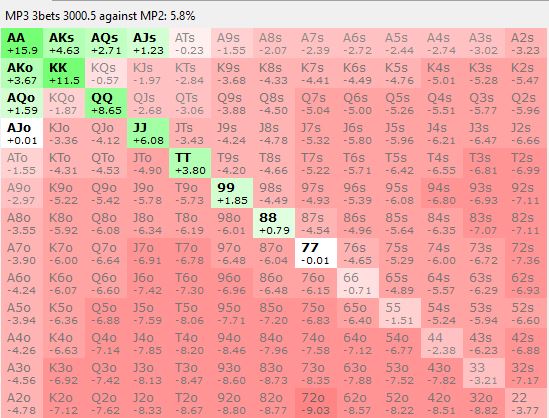 MP3 3bets 3000.5 against MP2: 5.8%
AA AKs AQs AJs ATs A9s A8s A7s A6s A5s A4s A3s A2s
+15.9 +4.63 +2.71 +1.23 -0.23 -1.55 -2.07 -2.39 -2.72 -2.44 -2.74 -3.02 -3.23
AKo KK KQs KJs KTs K9s K8s K7s K6s K5s K4s K3s K2s
+3.67 +11.5 -0.57 -1.97 -2.84 -3.68 -4.33 -4.41 -4.49 -4.76 -5.01 -5.28 -5.47
AQo KQo QQ QJs QTs Q9s Q8s Q7s Q6s Q5s Q4s Q3s Q2s
+1.59 -1.87 +8.65 -2.68 -3.06 -3.88 -4.50 -5.04 -5.00 -5.26 -5.51 -5.77 -5.96
AJo KJo QJo JJ JTs J9s J8s J7s J6s J5s J4s J3s J2s
+0.01 -3.36 -4.12 +6.08 -3.43 -4.24 -4.78 -5.32 -5.80 -5.96 -6.21 -6.47 -6.66
ATo KTo QTo JTo TT T9s T8s T7s T6s T5s T4s T3s T2s
-1.55 -4.31 -4.53 -4.90 +3.80 -4.20 -4.66 -5.22 -5.71 -6.42 -6.55 -6.81 -6.99
A9o K9o Q9o J9o T9o 99 98s 97s 96s 95s 94s 93s 92s
-2.97 -5.22 -5.42 -5.78 -5.73 +1.85 -4.49 -4.93 -5.39 -6.08 -6.80 -6.93 -7.11
A8o K8o Q8o J8o T8o 98o 88 87s 86s 85s 84s 83s 82s
-3.55 -5.92 -6.08 -6.34 -6.19 -6.01 +0.79 -4.54 -4.95 -5.64 -6.35 -7.07 -7.11
A7o K7o Q7o J7o T7o 97o 87o 77 76s 75s 74s 73s 72s
-3.90 -6.00 -6.64 -6.91 -6.78 -6.48 -6.04 -0.01 -4.65 -5.29 -6.00 -6.72 -7.36
A6o K6o Q6o J6o T6o 96o 86o 76o 66 65s 64s 63s 62s
-4.24 -6.07 -6.60 -7.42 -7.30 -6.96 -6.48 -6.15 -0.71 -4.89 -5.57 -6.29 -6.93
A5o K5o Q5o J5o T5o 95o 85o 75o 65o 55 54s 53s 52s
-3.94 -6.36 -6.88 -7.59 -8.06 -7.71 -7.20 -6.83 -6.40 -1.51 -5.24 -5.94 -6.60
A4o K4o Q4o J4o T4o 94o 84o 74o 64o 54o 44 43s 42s
-4.26 -6.63 -7.14 -7.85 -8.20 -8.46 -7.96 -7.58 -7.12 -6.77 -2.38 -6.23 -6.88
A3o K3o Q3o J3o T3o 93o 83o 73o 63o 53o 43o 33 32s
-4.56 -6.92 -7.42 -8.13 -8.47 -8.60 -8.73 -8.35 -7.88 -7.52 -7.82 -3.21 -7.17
A2o K2o Q2o J2o T2o 92o 82o 72o 62o 52o 42o 32o 22
-4.78 -7.12 -7.62 -8.33 -8.67 -8.80 -8.77 -9.03 -8.57 -8.22 -8.51 -8.82 -3.77